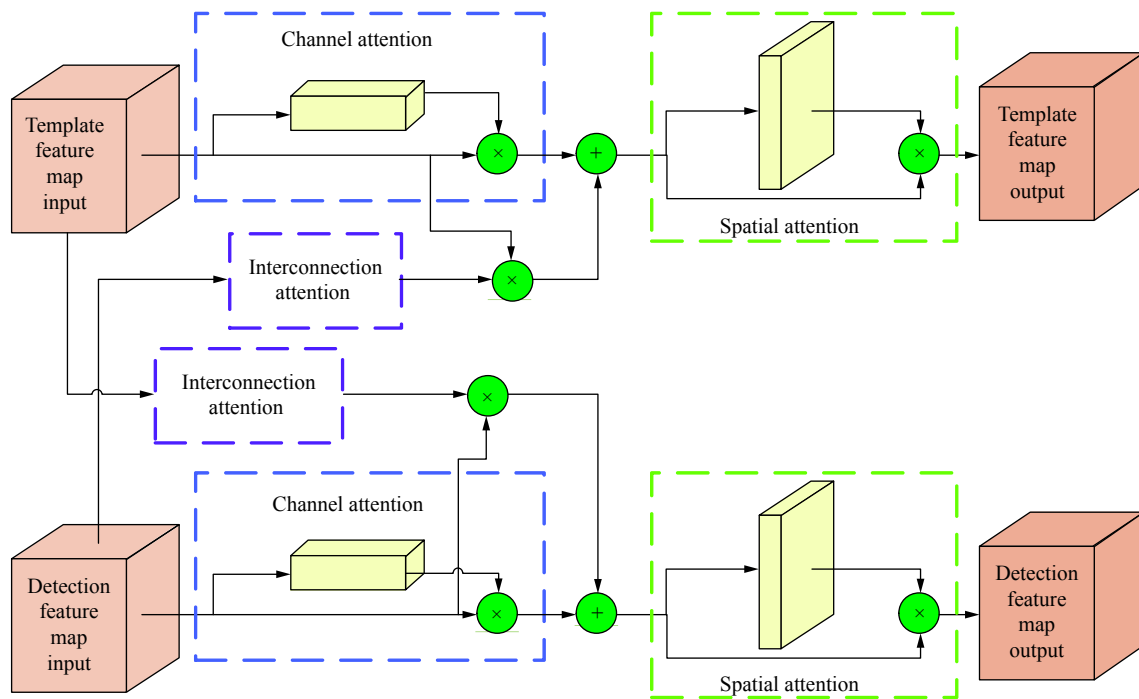 Channel attention
Template
feature
map
input
×
+
×
Template
feature
map
output
Spatial attention
Interconnection
attention
×
Interconnection
attention
×
Channel attention
Detection
feature
map
input
×
+
×
Detection
feature
map
output
Spatial attention